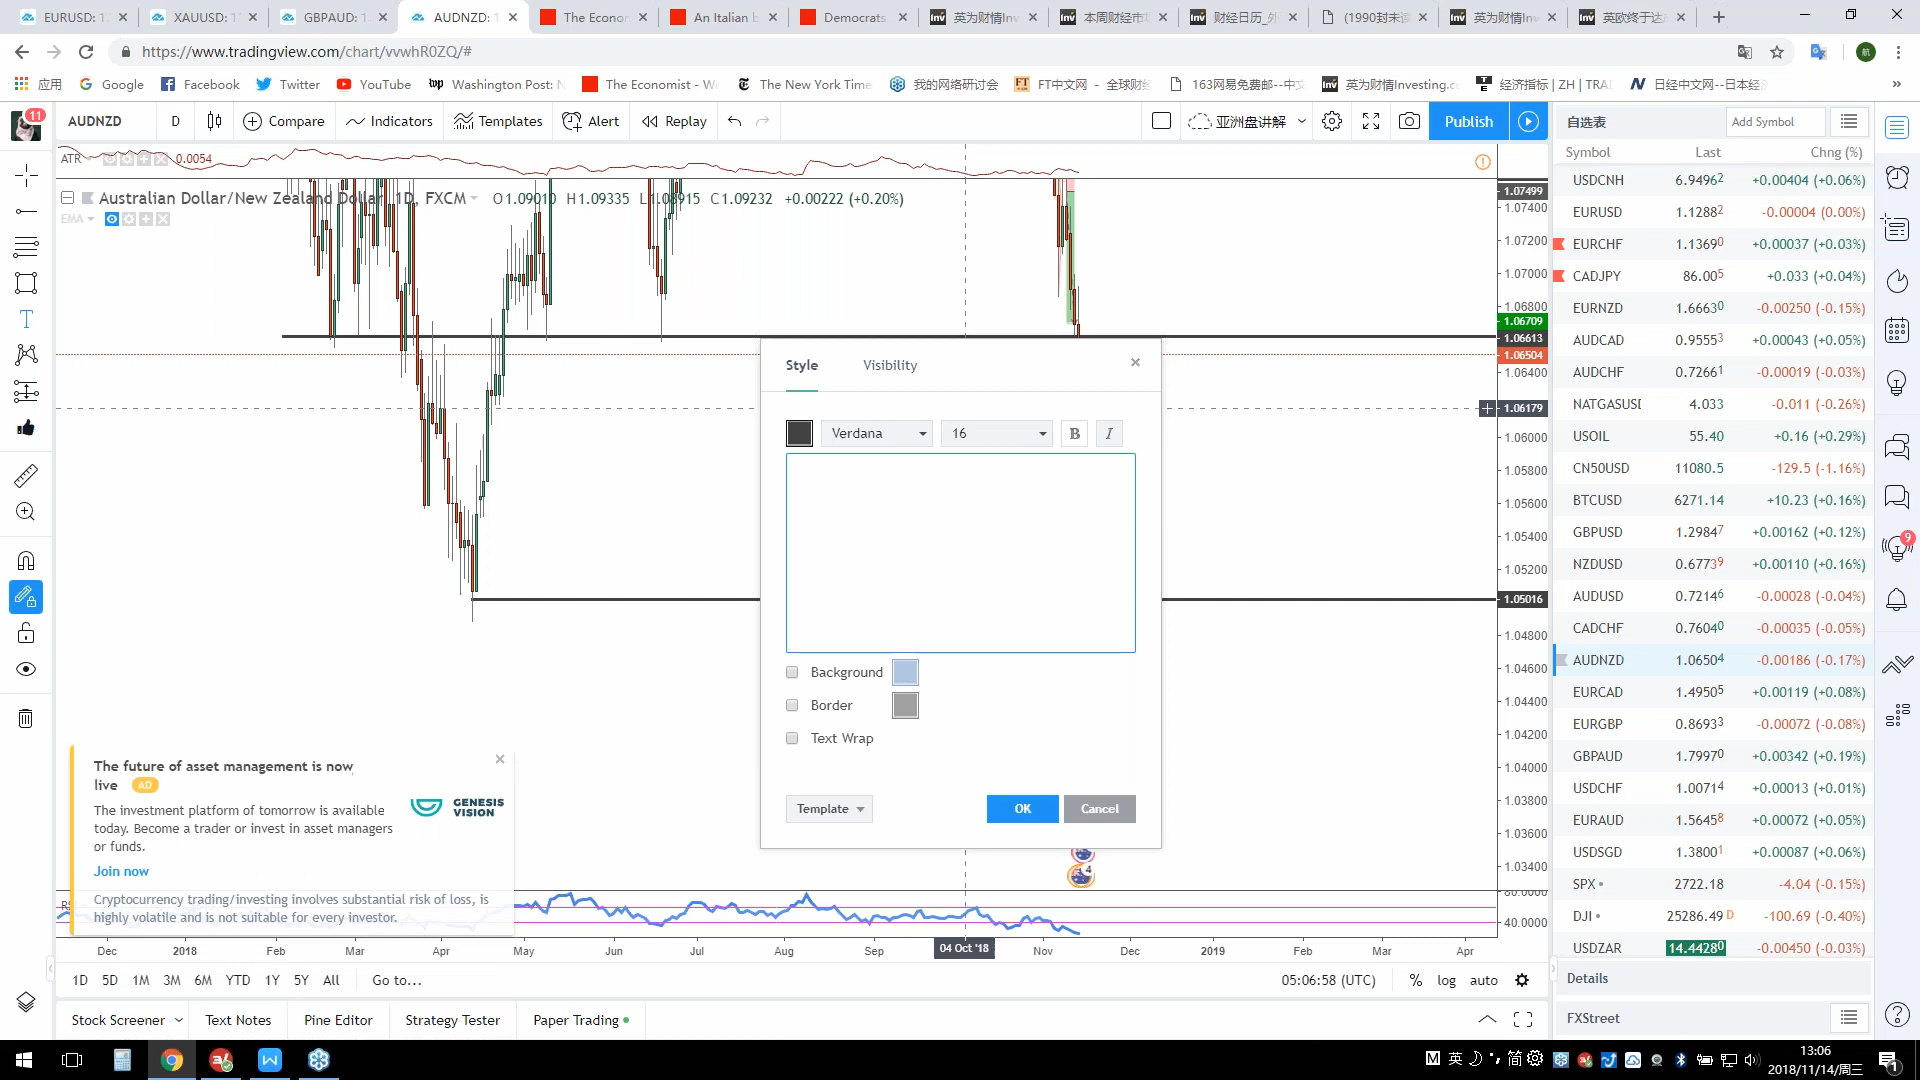 EURUSD: 1.
XAUUSD: 1
GBPAUD: 1.
AUDNZD: 1
The Econor
An Italian b
Democrats
英为财情Inv
本周财经市
财经日历_外
(1990封未读
英为财情Inv
英欧终于达
https://www.tradingview.com/chart/vvwhR0ZQ/#
应用
Google
Facebook
Twitter
YouTube
Washington Post: N
The Economist - W
The New York Time
我的网络研讨会
FT中文网 - 全球财经
163网易免费邮--中文
英为财情Investing.c
经济指标 | ZH | TRA
日经中文网--日本经
11
AUDNZD
D
Compare
Indicators
Templates
Alert
Replay
亚洲盘讲解
Publish
自选表
Add Symbol
ATR
0.0054
Symbol Last Chng (%)
Australian Dollar/New Zealand Dollar, 1D, FXCM O1.09010 H1.09335 L1.08915 C1.09232 +0.00222 (+0.20%)
EMA
1.07499
1.07400
1.07200
1.07000
1.06800
1.06709
1.06613
1.06504
1.06400
1.06179
1.06000
1.05800
1.05600
1.05400
1.05200
1.05016
1.04800
1.04600
1.04400
1.04200
1.04000
1.03800
1.03600
1.03400
80.0000
40.0000
Style
Visibility
Verdana
16
B
I
Background
Border
Text Wrap
Template
OK
Cancel
USDCNH 6.94962 +0.00404 (+0.06%)
EURUSD 1.12882 -0.00004 (0.00%)
EURCHF 1.13690 +0.00037 (+0.03%)
CADJPY 86.005 +0.033 (+0.04%)
EURNZD 1.66630 -0.00250 (-0.15%)
AUDCAD 0.95553 +0.00043 (+0.05%)
AUDCHF 0.72661 -0.00019 (-0.03%)
NATGASUSD 4.033 -0.011 (-0.26%)
USOIL 55.40 +0.16 (+0.29%)
CN50USD 11080.5 -129.5 (-1.16%)
BTCUSD 6271.14 +10.23 (+0.16%)
GBPUSD 1.29847 +0.00162 (+0.12%)
NZDUSD 0.67739 +0.00110 (+0.16%)
AUDUSD 0.72146 -0.00028 (-0.04%)
CADCHF 0.76040 -0.00035 (-0.05%)
AUDNZD 1.06504 -0.00186 (-0.17%)
EURCAD 1.49505 +0.00119 (+0.08%)
EURGBP 0.86933 -0.00072 (-0.08%)
GBPAUD 1.79970 +0.00342 (+0.19%)
USDCHF 1.00714 +0.00013 (+0.01%)
EURAUD 1.56458 +0.00072 (+0.05%)
USDSGD 1.38001 +0.00087 (+0.06%)
SPX 2722.18 -4.04 (-0.15%)
DJI 25286.49 D -100.69 (-0.40%)
USDZAR 14.44280 -0.00450 (-0.03%)
9
The future of asset management is now
live AD
The investment platform of tomorrow is available
today. Become a trader or invest in asset managers
or funds.
GENESIS
VISION
Join now
Cryptocurrency trading/investing involves substantial risk of loss, is
highly volatile and is not suitable for every investor.
4
Dec 2018 Feb Mar Apr May Jun Jul Aug Sep 04 Oct '18 Nov Dec 2019 Feb Mar Apr
1D 5D 1M 3M 6M YTD 1Y 5Y All Go to...
05:06:58 (UTC) % log auto
Details
Stock Screener
Text Notes
Pine Editor
Strategy Tester
Paper Trading
FXStreet
M 英 简
13:06
2018/11/14/周三
1